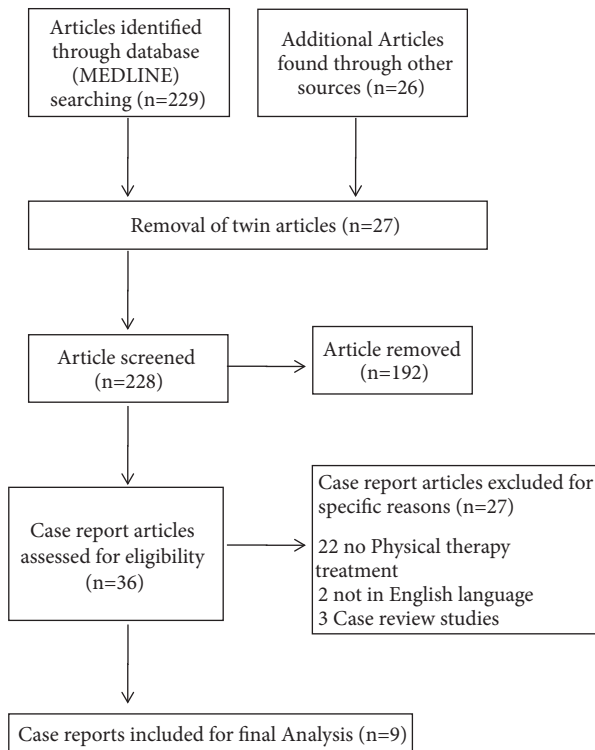 Articles identified
through database
(MEDLINE)
searching (n=229)
Additional Articles
found through other
sources (n=26)
Removal of twin articles (n=27)
Article screened
(n=228)
Article removed
(n=192)
Case report articles
assessed for eligibility
(n=36)
Case report articles excluded for
specific reasons (n=27)
22 no Physical therapy
treatment
2 not in English language
3 Case review studies
Case reports included for final Analysis (n=9)